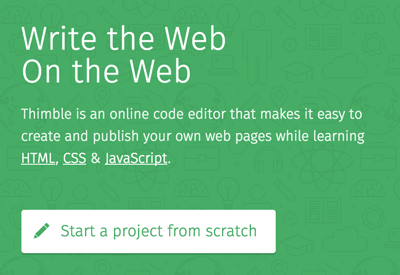 Write the Web
On the Web
Thimble is an online code editor that makes it easy to
create and publish your own web pages while learning
HTML, CSS & JavaScript.
Start a project from scratch